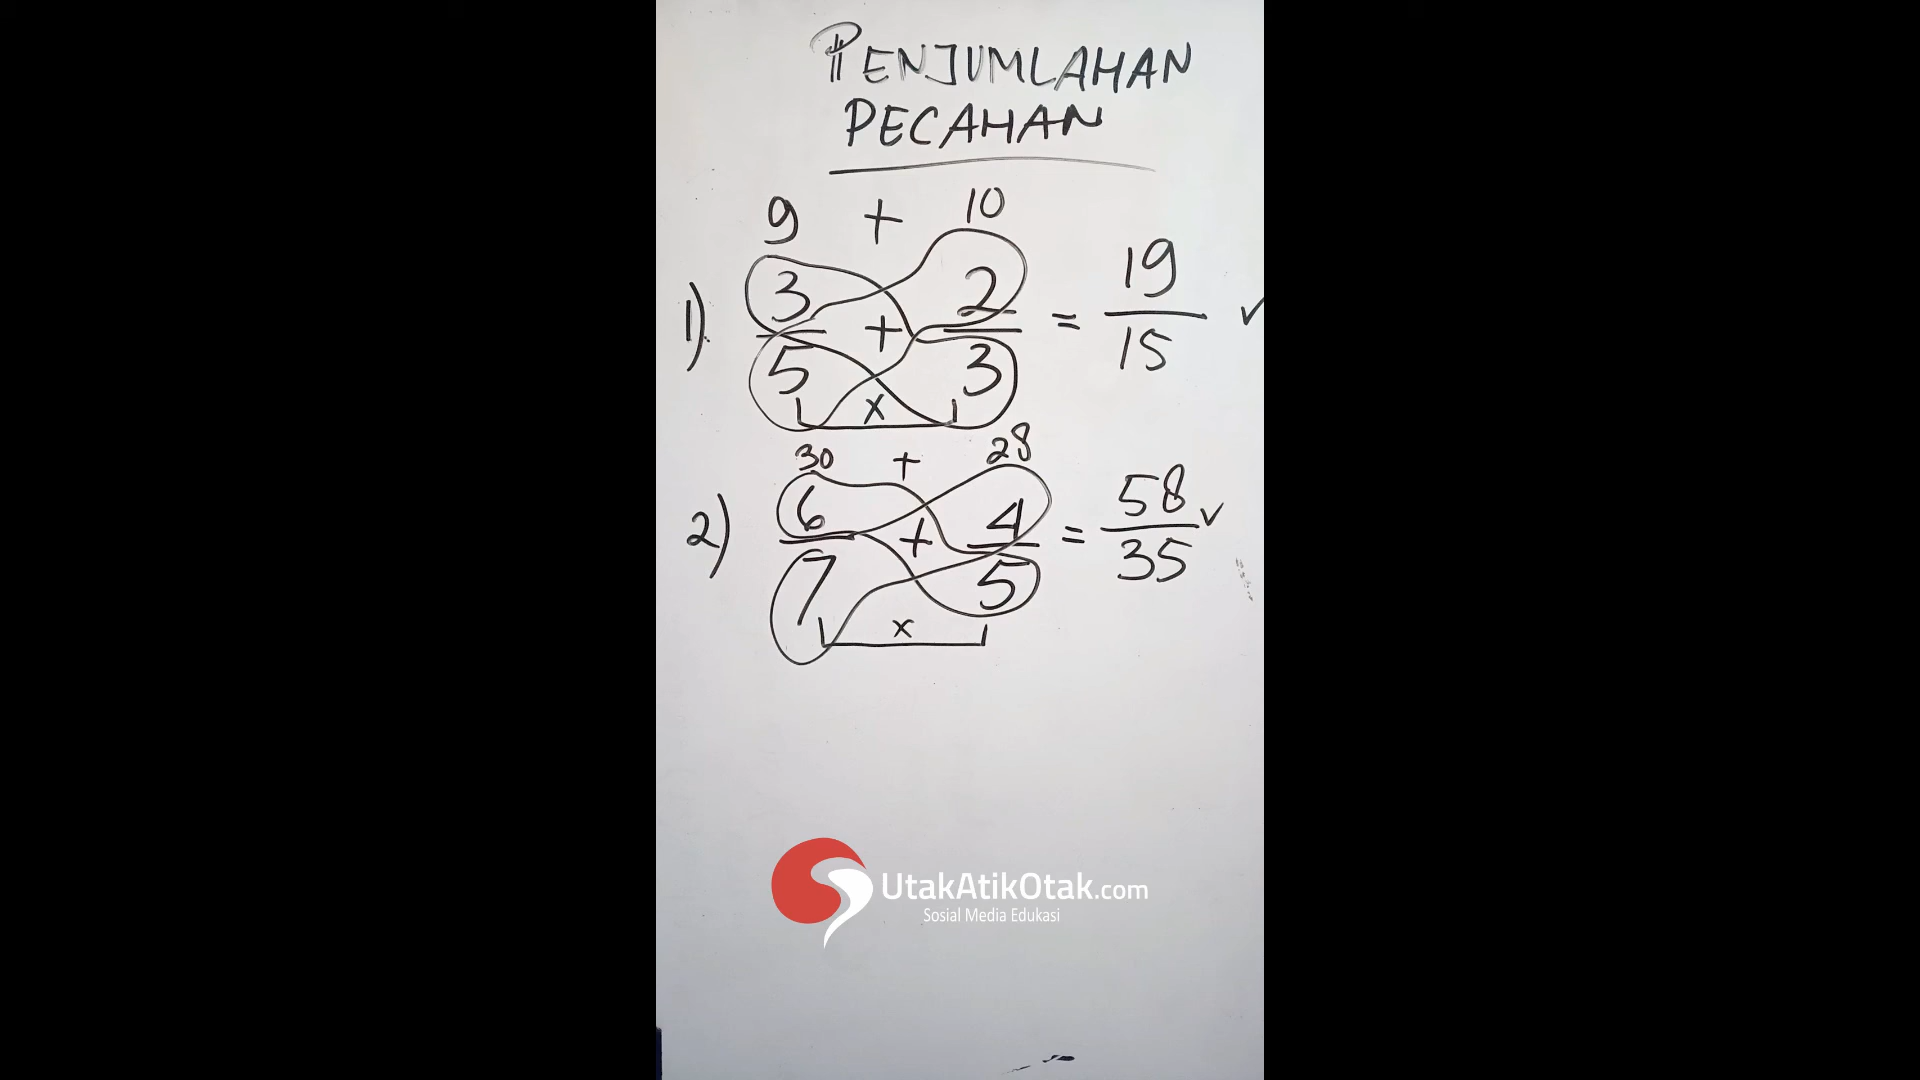 PENJUMLAHAN
PECAHAN
9 + 10
1) 3/5 + 2/3 = 19/15 ✓
x
30 + 28
2) 6/7 + 4/5 = 58/35 ✓
x
UtakAtikOtak.com
Sosial Media Edukasi